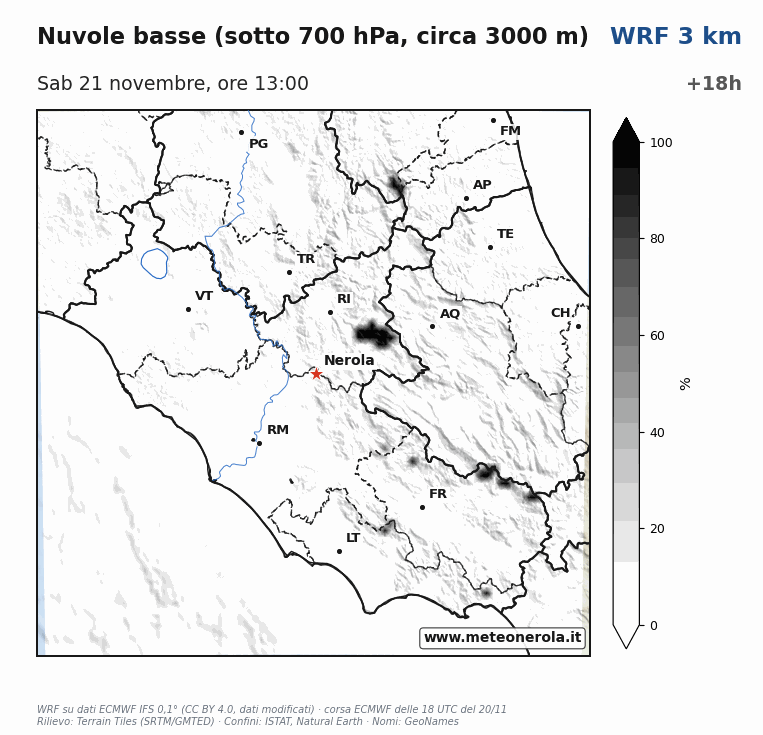 Nuvole basse (sotto 700 hPa, circa 3000 m) WRF 3 km
Sab 21 novembre, ore 13:00 +18h
FM
PG
AP
TE
TR
VT
RI
AQ
CH
Nerola
RM
FR
LT
www.meteonerola.it
100
80
60
40
20
0
%
WRF su dati ECMWF IFS 0,1° (CC BY 4.0, dati modificati) · corsa ECMWF delle 18 UTC del 20/11
Rilievo: Terrain Tiles (SRTM/GMTED) · Confini: ISTAT, Natural Earth · Nomi: GeoNames